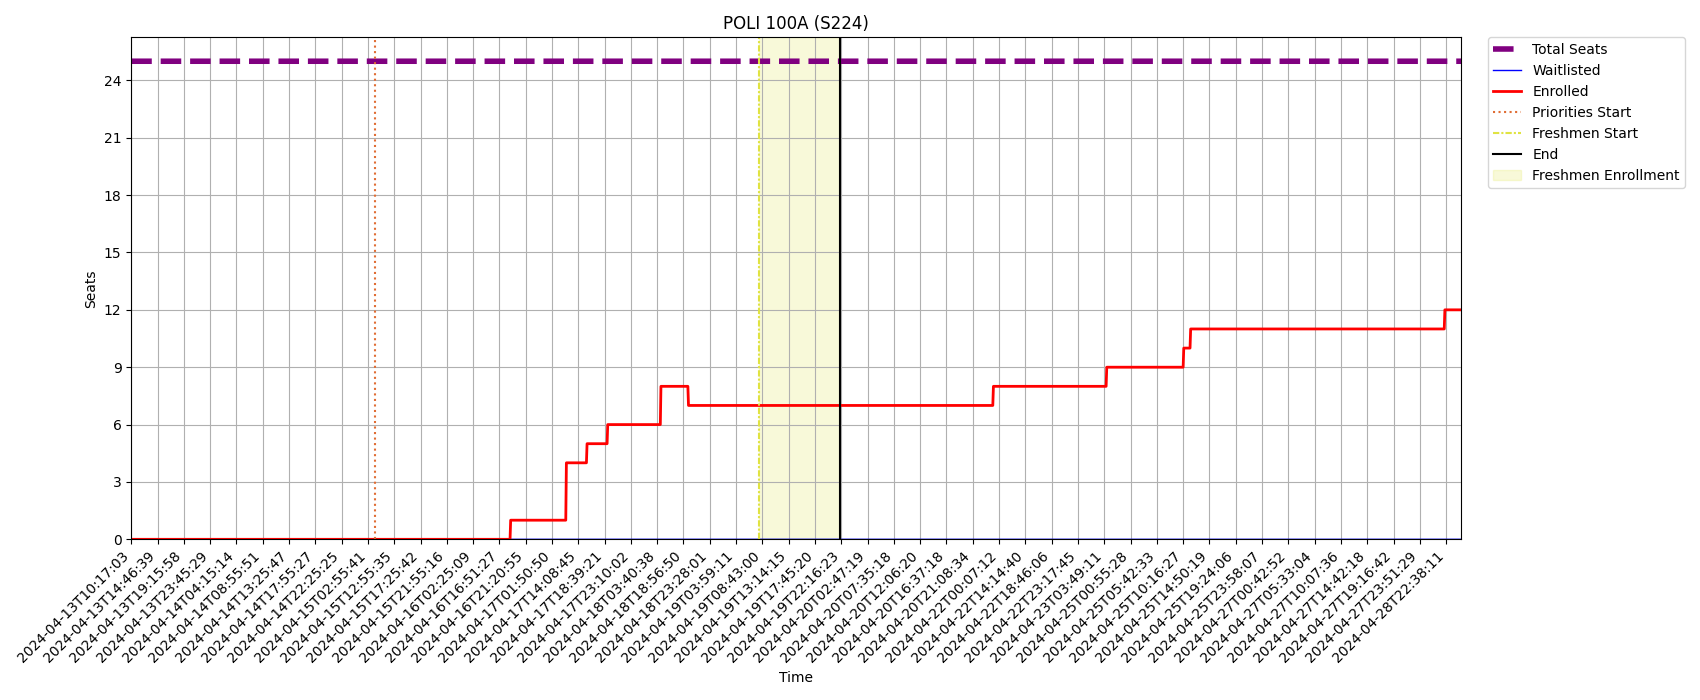 POLI 100A (S224)
Total Seats
Waitlisted
Enrolled
Priorities Start
Freshmen Start
End
Freshmen Enrollment
Seats
24
21
18
15
12
9
6
3
0
2024-04-13T10:17:03
2024-04-13T14:46:39
2024-04-13T19:15:58
2024-04-13T23:45:29
2024-04-14T04:15:14
2024-04-14T08:55:51
2024-04-14T13:25:47
2024-04-14T17:55:27
2024-04-14T22:25:25
2024-04-15T02:55:41
2024-04-15T12:55:35
2024-04-15T17:25:42
2024-04-15T21:55:16
2024-04-16T02:25:09
2024-04-16T16:51:27
2024-04-16T21:20:55
2024-04-17T01:50:50
2024-04-17T14:08:45
2024-04-17T18:39:21
2024-04-17T23:10:02
2024-04-18T03:40:38
2024-04-18T18:56:50
2024-04-18T23:28:01
2024-04-19T03:59:11
2024-04-19T08:43:00
2024-04-19T13:14:15
2024-04-19T17:45:20
2024-04-19T22:16:23
2024-04-20T02:47:19
2024-04-20T07:35:18
2024-04-20T12:06:20
2024-04-20T16:37:18
2024-04-20T21:08:34
2024-04-22T00:07:12
2024-04-22T14:14:40
2024-04-22T18:46:06
2024-04-22T23:17:45
2024-04-23T03:49:11
2024-04-25T00:55:28
2024-04-25T05:42:33
2024-04-25T10:16:27
2024-04-25T14:50:19
2024-04-25T19:24:06
2024-04-25T23:58:07
2024-04-27T00:42:52
2024-04-27T05:33:04
2024-04-27T10:07:36
2024-04-27T14:42:18
2024-04-27T19:16:42
2024-04-27T23:51:29
2024-04-28T22:38:11
Time